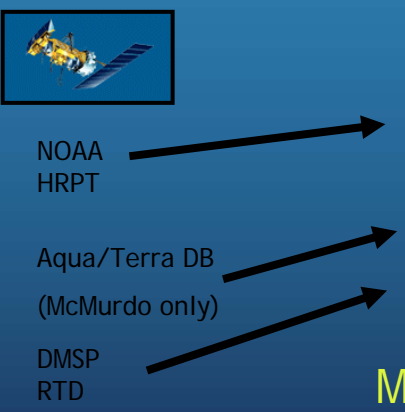 NOAA
HRPT
Aqua/Terra DB
(McMurdo only)
DMSP
RTD
M